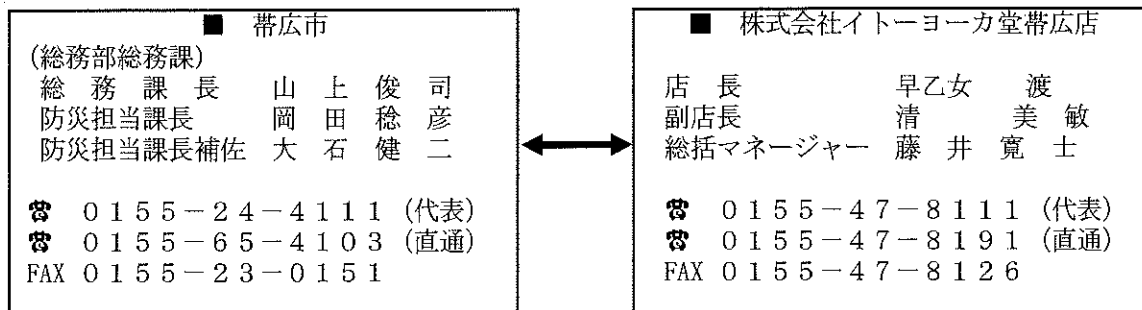 ■ 帯広市
(総務部総務課)
総務課長 山上俊司
防災担当課長 岡田稔彦
防災担当課長補佐 大石健二
☎ 0155-24-4111 (代表)
☎ 0155-65-4103 (直通)
FAX 0155-23-0151
■ 株式会社イトーヨーカ堂帯広店
店長 早乙女 渡
副店長 清 美敏
総括マネージャー 藤井寛士
☎ 0155-47-8111 (代表)
☎ 0155-47-8191 (直通)
FAX 0155-47-8126